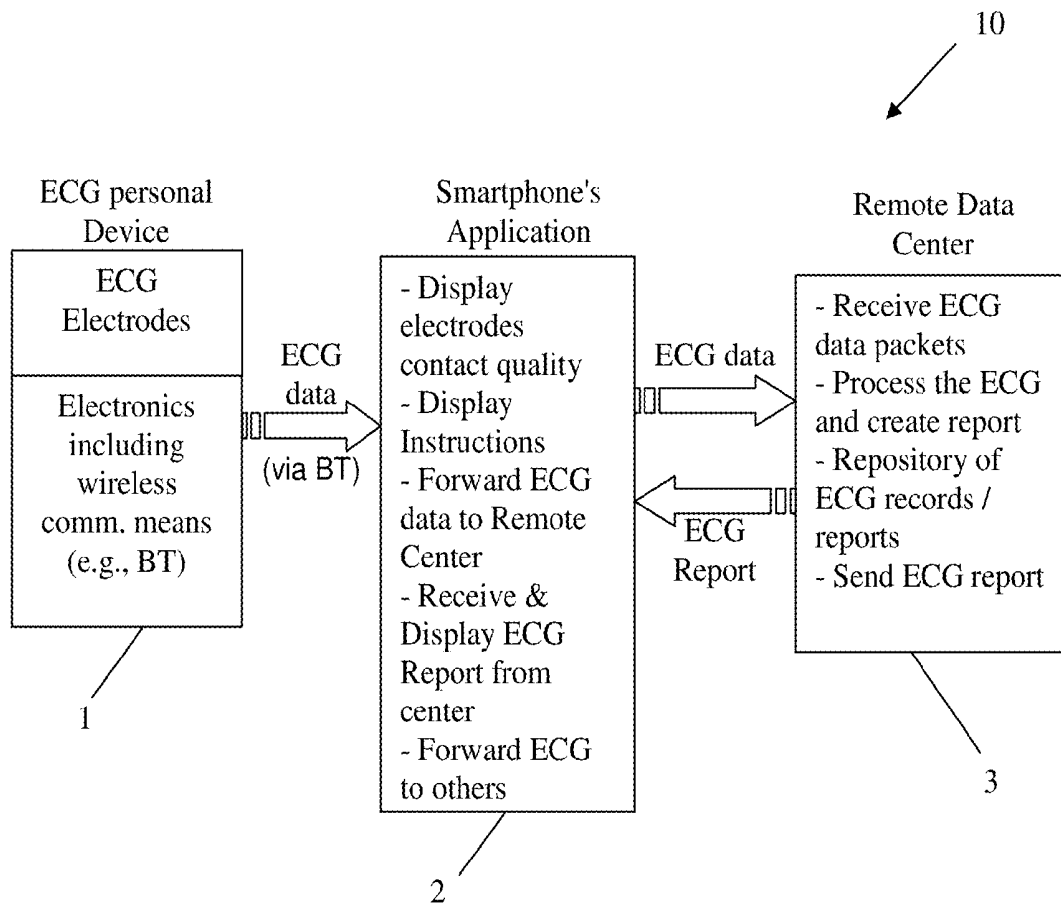 10
ECG personal
Device
ECG
Electrodes
Electronics
including
wireless
comm. means
(e.g., BT)
1
ECG
data
(via BT)
Smartphone's
Application
- Display
electrodes
contact quality
- Display
Instructions
- Forward ECG
data to Remote
Center
- Receive &
Display ECG
Report from
center
- Forward ECG
to others
2
ECG data
ECG
Report
Remote Data
Center
- Receive ECG
data packets
- Process the ECG
and create report
- Repository of
ECG records /
reports
- Send ECG report
3